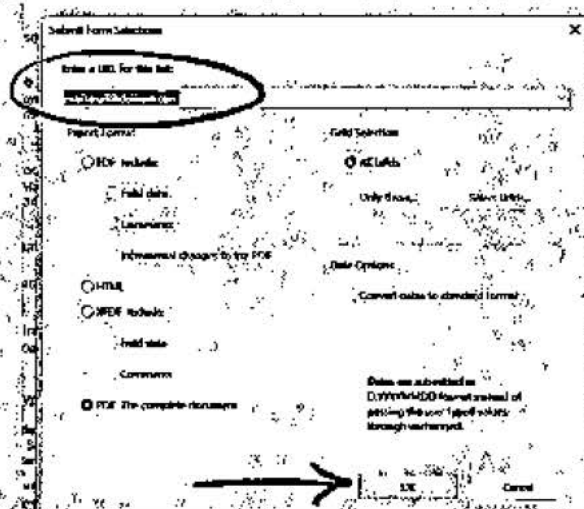 Submit Form Selections
Enter a URL for this link:
Export Format
Field Selection
FDF Include:
All fields
Field data
Only these...
Select fields...
Comments
Incremental changes to the PDF
Date Options
HTML
Convert dates to standard format
XFDF Include:
Field data
Comments
Dates are submitted in
D:YYYYMMDD format instead of
passing the user typed values
through unchanged.
PDF The complete document
OK
Cancel